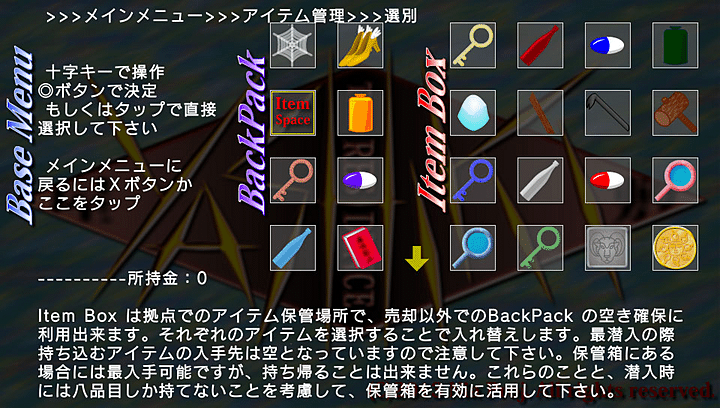 >>>メインメニュー>>>アイテム管理>>>選別
Base Menu
十字キーで操作
◎ボタンで決定
もしくはタップで直接
選択して下さい
メインメニューに
戻るにはＸボタンか
ここをタップ
BackPack
Item
Space
Item Box
----------所持金：0
Item Box は拠点でのアイテム保管場所で、売却以外でのBackPack の空き確保に
利用出来ます。それぞれのアイテムを選択することで入れ替えします。最潜入の際
持ち込むアイテムの入手先は空となっていますので注意して下さい。保管箱にある
場合には最入手可能ですが、持ち帰ることは出来ません。これらのことと、潜入時
には八品目しか持てないことを考慮して、保管箱を有効に活用して下さい。
rights reserved.